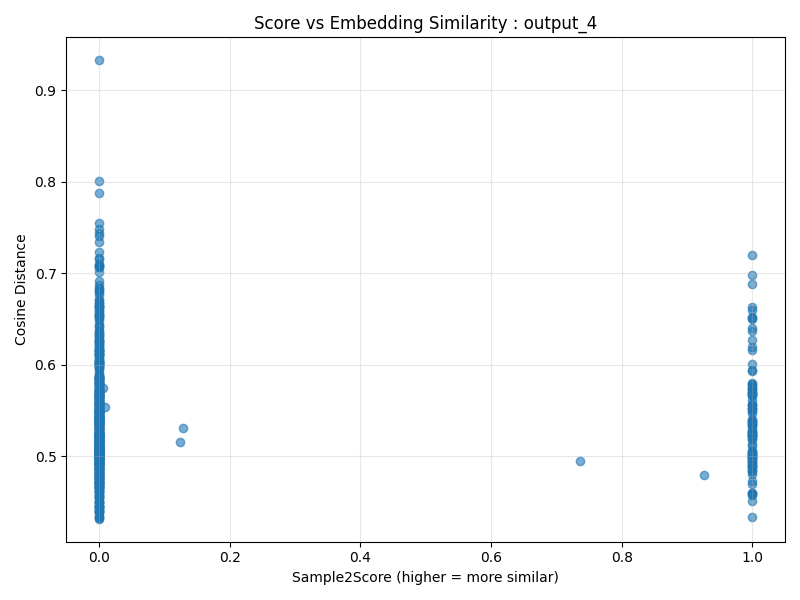 Score vs Embedding Similarity : output_4
Cosine Distance
0.9
0.8
0.7
0.6
0.5
0.0 0.2 0.4 0.6 0.8 1.0
Sample2Score (higher = more similar)